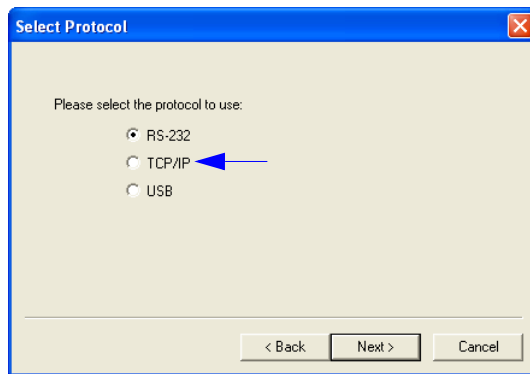 Select Protocol
Please select the protocol to use:
RS-232
TCP/IP
USB
< Back
Next >
Cancel